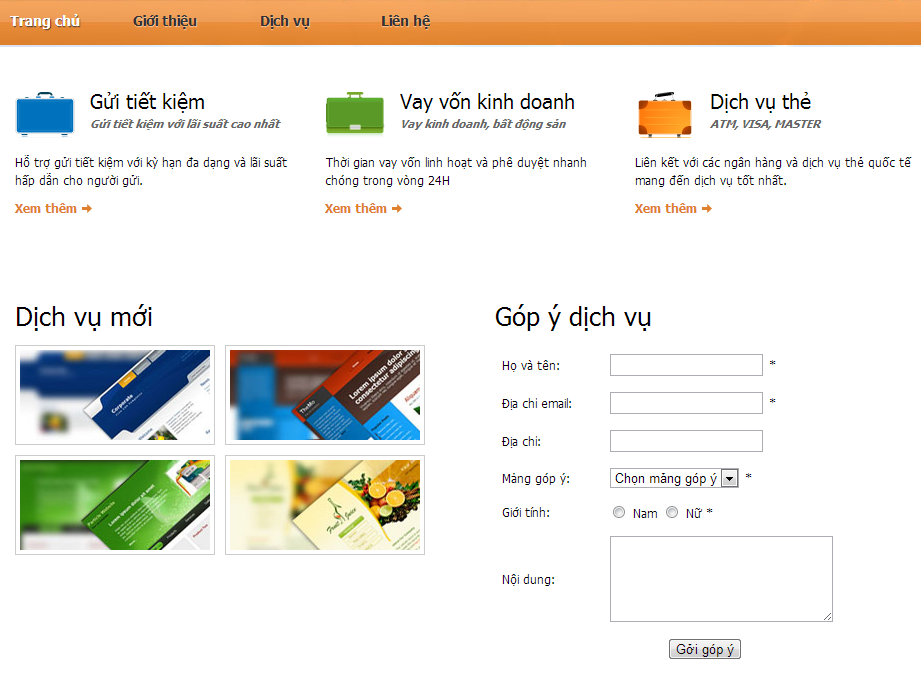 Trang chủ Giới thiệu Dịch vụ Liên hệ
Gửi tiết kiệm
Gửi tiết kiệm với lãi suất cao nhất
Hỗ trợ gửi tiết kiệm với kỳ hạn đa dạng và lãi suất
hấp dẫn cho người gửi.
Xem thêm
Vay vốn kinh doanh
Vay kinh doanh, bất động sản
Thời gian vay vốn linh hoạt và phê duyệt nhanh
chóng trong vòng 24H
Xem thêm
Dịch vụ thẻ
ATM, VISA, MASTER
Liên kết với các ngân hàng và dịch vụ thẻ quốc tế
mang đến dịch vụ tốt nhất.
Xem thêm
Dịch vụ mới
Corporate
Lorem ipsum dolor
consectetur adipiscing
Góp ý dịch vụ
Họ và tên: *
Địa chỉ email: *
Địa chỉ:
Mảng góp ý: Chọn mảng góp ý *
Giới tính: Nam Nữ *
Nội dung:
Gởi góp ý